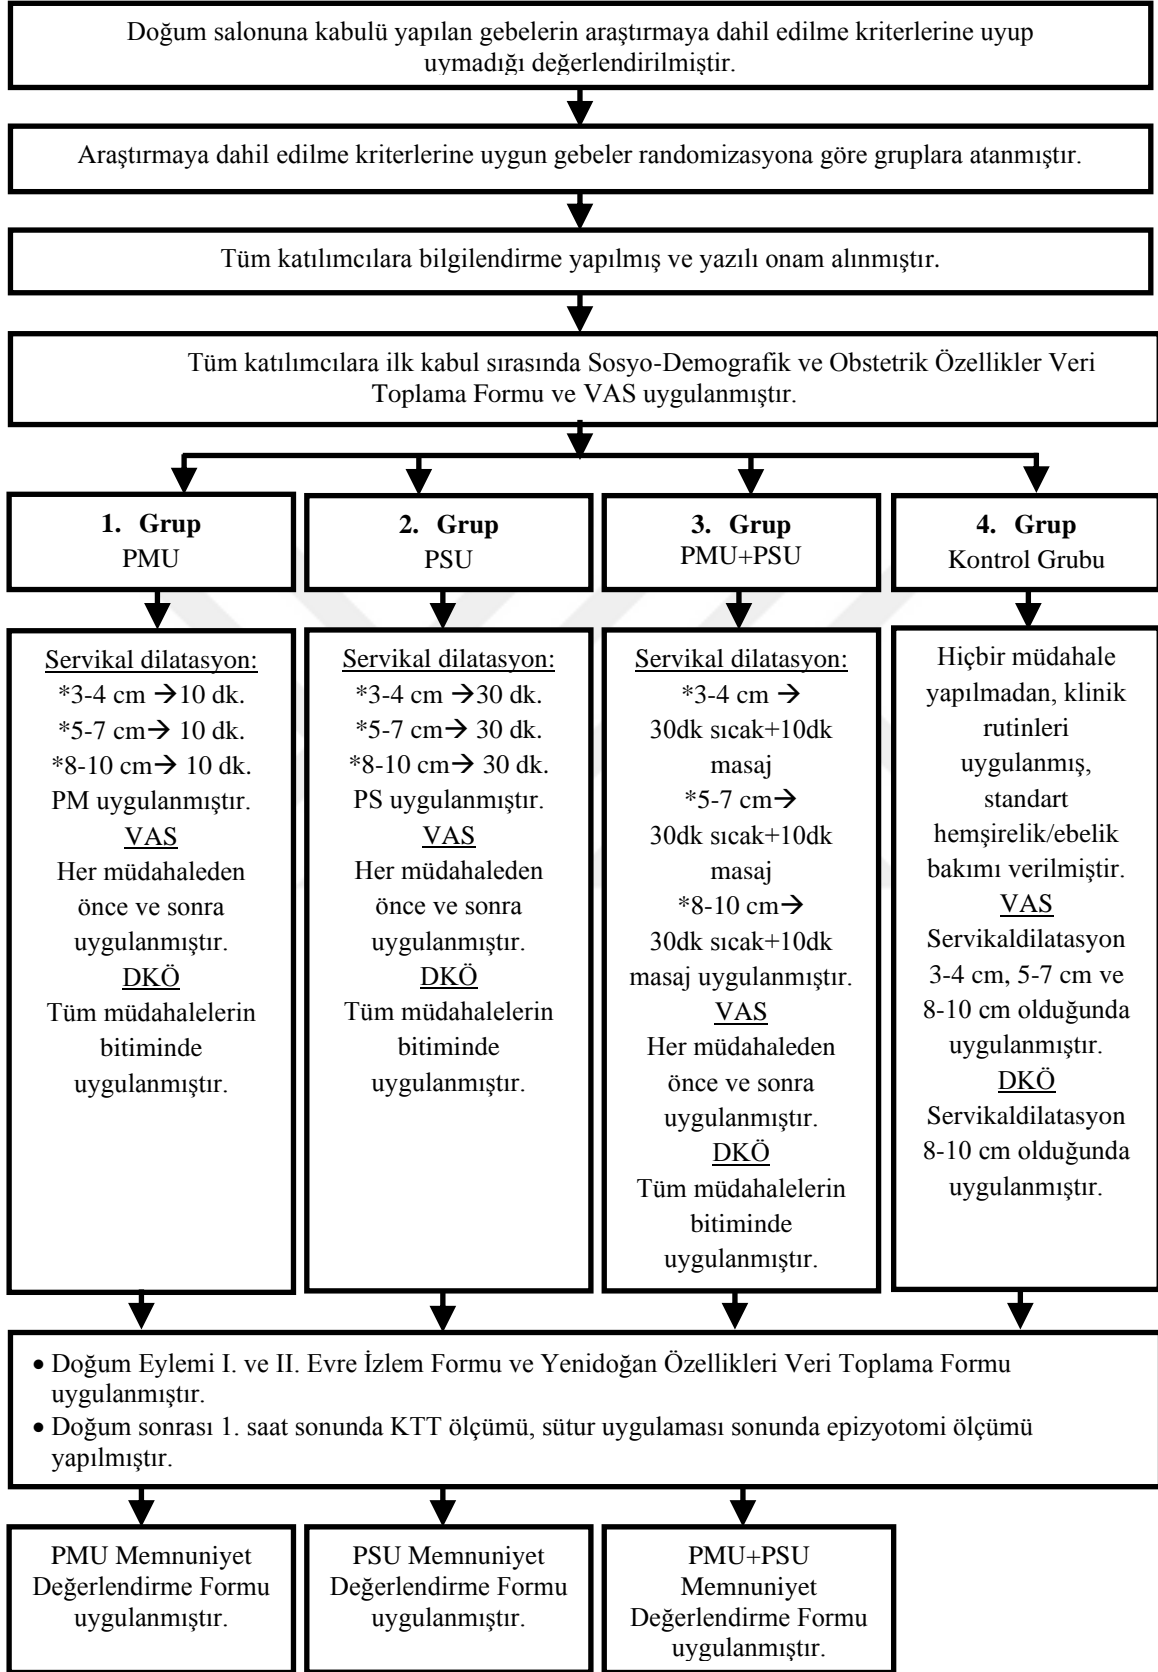 Doğum salonuna kabulü yapılan gebelerin araştırmaya dahil edilme kriterlerine uyup
uymadığı değerlendirilmiştir.
Araştırmaya dahil edilme kriterlerine uygun gebeler randomizasyona göre gruplara atanmıştır.
Tüm katılımcılara bilgilendirme yapılmış ve yazılı onam alınmıştır.
Tüm katılımcılara ilk kabul sırasında Sosyo-Demografik ve Obstetrik Özellikler Veri
Toplama Formu ve VAS uygulanmıştır.
1. Grup
PMU
2. Grup
PSU
3. Grup
PMU+PSU
4. Grup
Kontrol Grubu
Servikal dilatasyon:
*3-4 cm →10 dk.
*5-7 cm→ 10 dk.
*8-10 cm→ 10 dk.
PM uygulanmıştır.
VAS
Her müdahaleden
önce ve sonra
uygulanmıştır.
DKÖ
Tüm müdahalelerin
bitiminde
uygulanmıştır.
Servikal dilatasyon:
*3-4 cm →30 dk.
*5-7 cm→ 30 dk.
*8-10 cm→ 30 dk.
PS uygulanmıştır.
VAS
Her müdahaleden
önce ve sonra
uygulanmıştır.
DKÖ
Tüm müdahalelerin
bitiminde
uygulanmıştır.
Servikal dilatasyon:
*3-4 cm →
30dk sıcak+10dk
masaj
*5-7 cm→
30dk sıcak+10dk
masaj
*8-10 cm→
30dk sıcak+10dk
masaj uygulanmıştır.
VAS
Her müdahaleden
önce ve sonra
uygulanmıştır.
DKÖ
Tüm müdahalelerin
bitiminde
uygulanmıştır.
Hiçbir müdahale
yapılmadan, klinik
rutinleri
uygulanmış,
standart
hemşirelik/ebelik
bakımı verilmiştir.
VAS
Servikaldilatasyon
3-4 cm, 5-7 cm ve
8-10 cm olduğunda
uygulanmıştır.
DKÖ
Servikaldilatasyon
8-10 cm olduğunda
uygulanmıştır.
• Doğum Eylemi I. ve II. Evre İzlem Formu ve Yenidoğan Özellikleri Veri Toplama Formu
uygulanmıştır.
• Doğum sonrası 1. saat sonunda KTT ölçümü, sütur uygulaması sonunda epizyotomi ölçümü
yapılmıştır.
PMU Memnuniyet
Değerlendirme Formu
uygulanmıştır.
PSU Memnuniyet
Değerlendirme Formu
uygulanmıştır.
PMU+PSU
Memnuniyet
Değerlendirme Formu
uygulanmıştır.